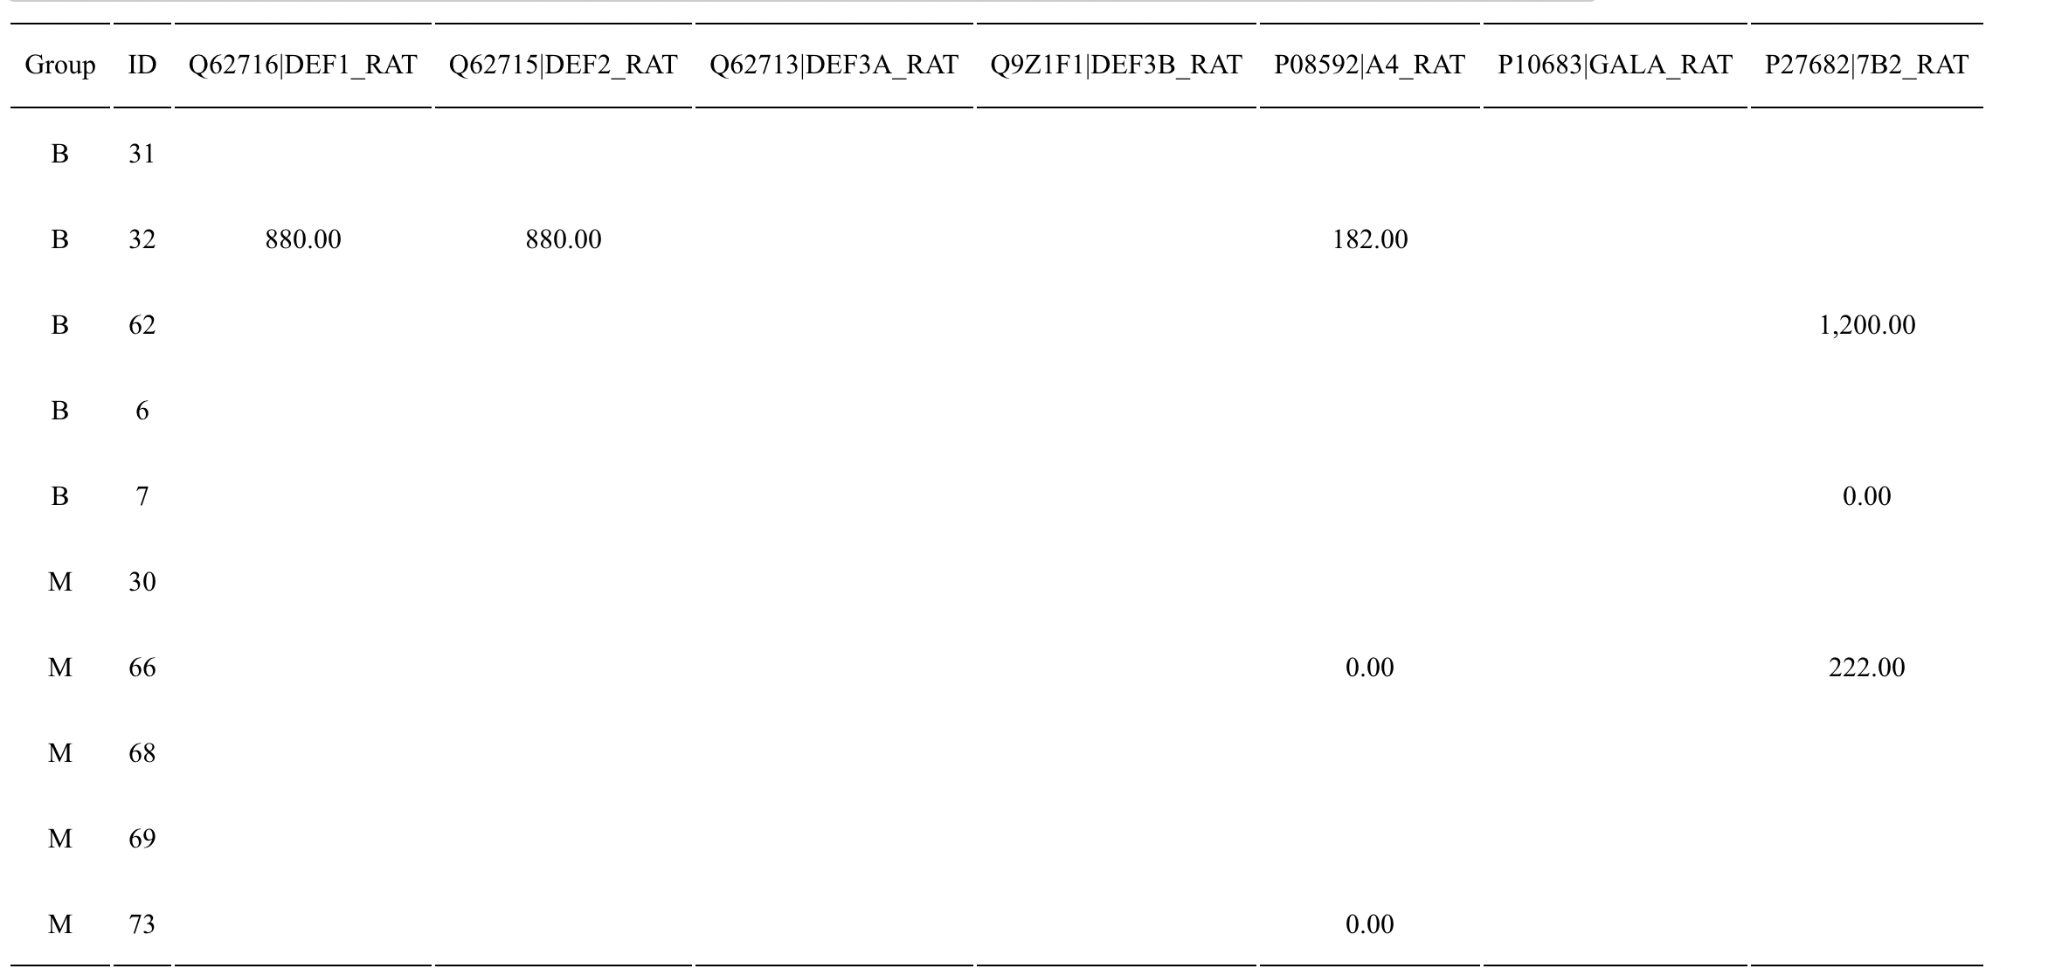 Group ID Q62716|DEF1_RAT Q62715|DEF2_RAT Q62713|DEF3A_RAT Q9Z1F1|DEF3B_RAT P08592|A4_RAT P10683|GALA_RAT P27682|7B2_RAT
B 31
B 32 880.00 880.00 182.00
B 62 1,200.00
B 6
B 7 0.00
M 30
M 66 0.00 222.00
M 68
M 69
M 73 0.00